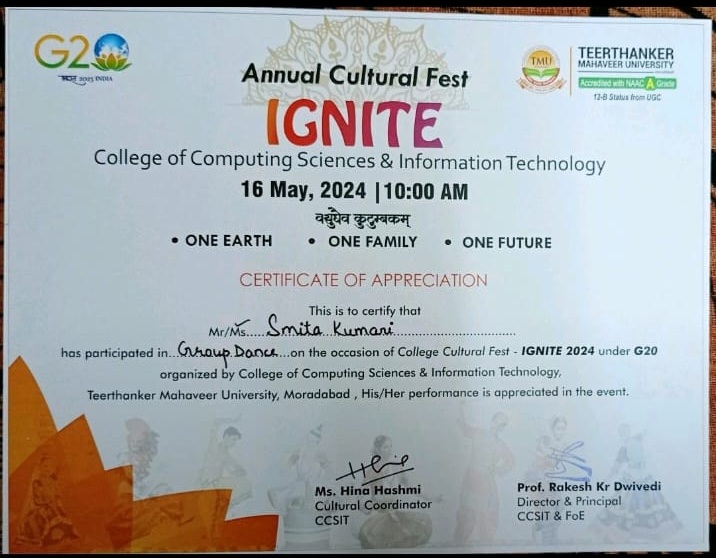 G20
भारत 2023 INDIA
TMU
TEERTHANKER
MAHAVEER UNIVERSITY
Accredited with NAAC A Grade
12-B Status from UGC
Annual Cultural Fest
IGNITE
College of Computing Sciences & Information Technology
16 May, 2024 | 10:00 AM
वसुधैव कुटुम्बकम्
• ONE EARTH • ONE FAMILY • ONE FUTURE
CERTIFICATE OF APPRECIATION
This is to certify that
Mr/Ms..... Smita Kumari ..............................
has participated in...Group Dance...on the occasion of College Cultural Fest - IGNITE 2024 under G20
organized by College of Computing Sciences & Information Technology,
Teerthanker Mahaveer University, Moradabad , His/Her performance is appreciated in the event.
Ms. Hina Hashmi
Cultural Coordinator
CCSIT
Prof. Rakesh Kr Dwivedi
Director & Principal
CCSIT & FoE